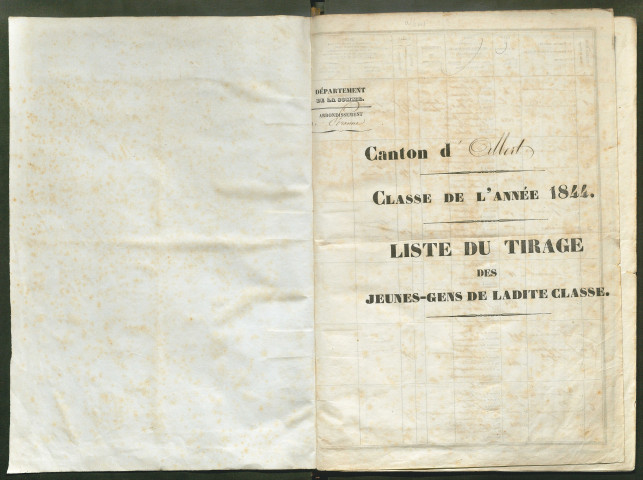 DÉPARTEMENT
DE LA SOMME.
ARRONDISSEMENT
Canton d'Albert
CLASSE DE L'ANNÉE 1844.
LISTE DU TIRAGE
DES
JEUNES-GENS DE LADITE CLASSE.